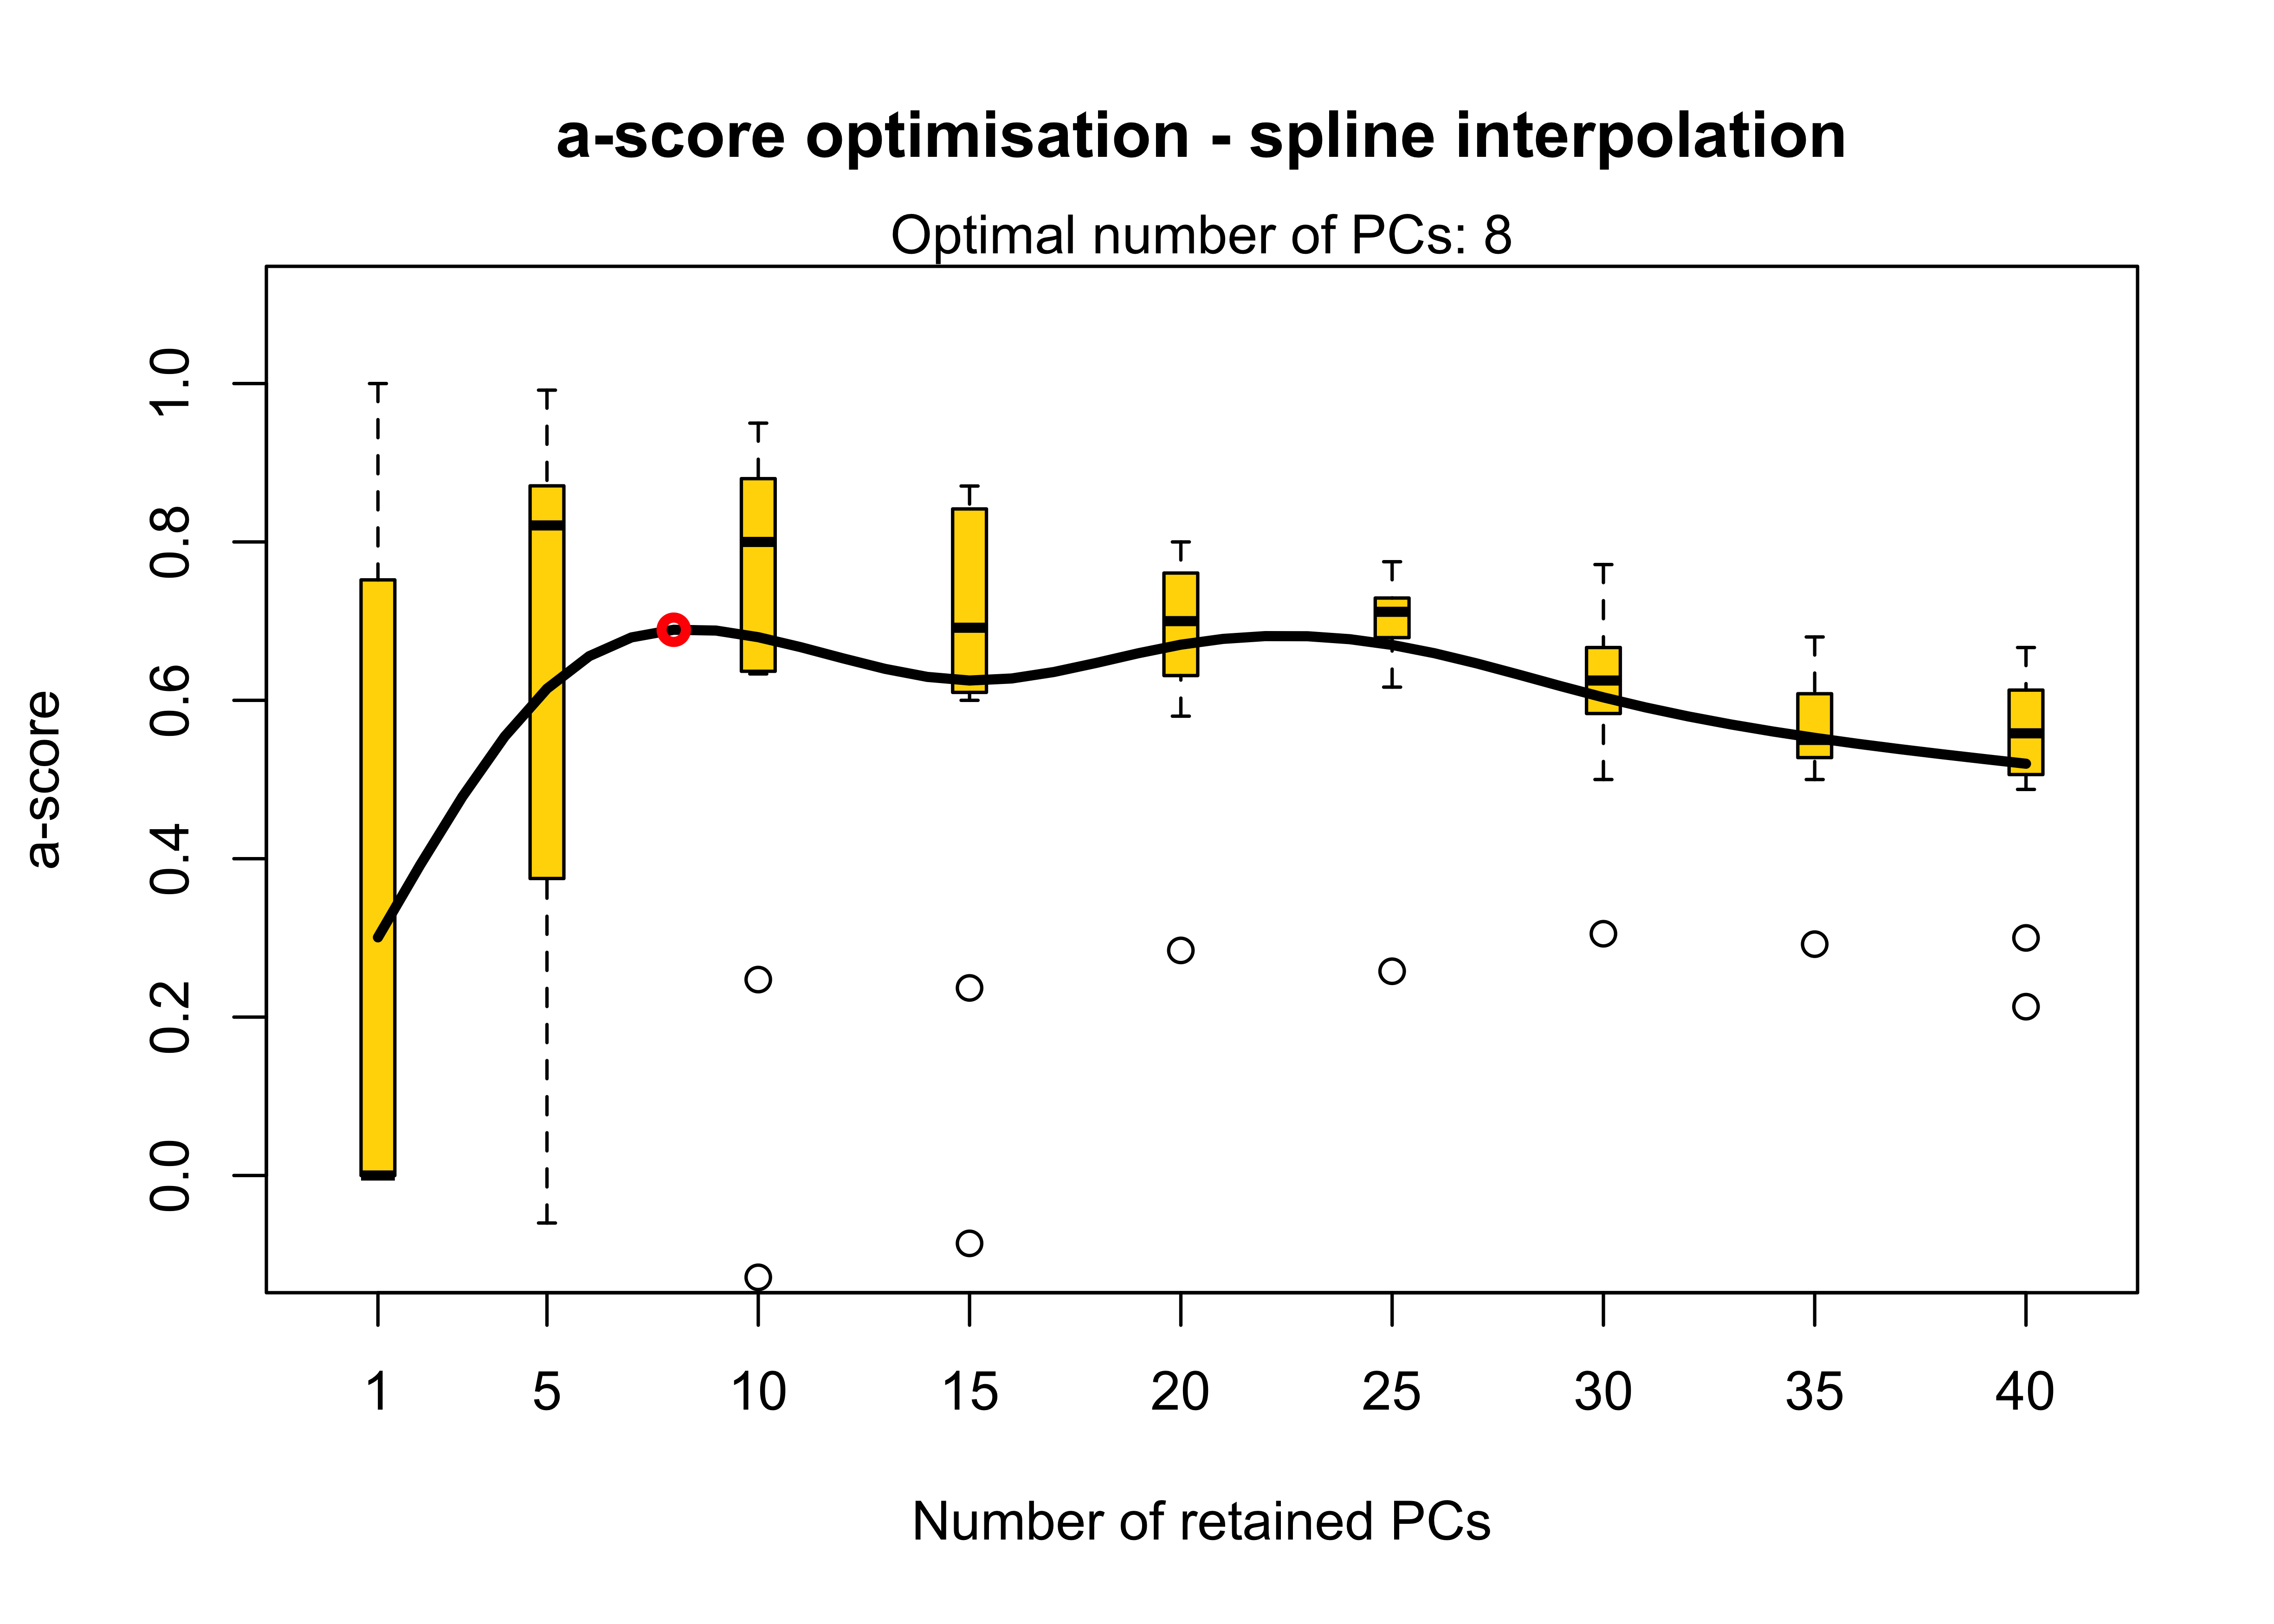 a-score optimisation - spline interpolation
Optimal number of PCs: 8
a-score
1.0
0.8
0.6
0.4
0.2
0.0
1 5 10 15 20 25 30 35 40
Number of retained PCs